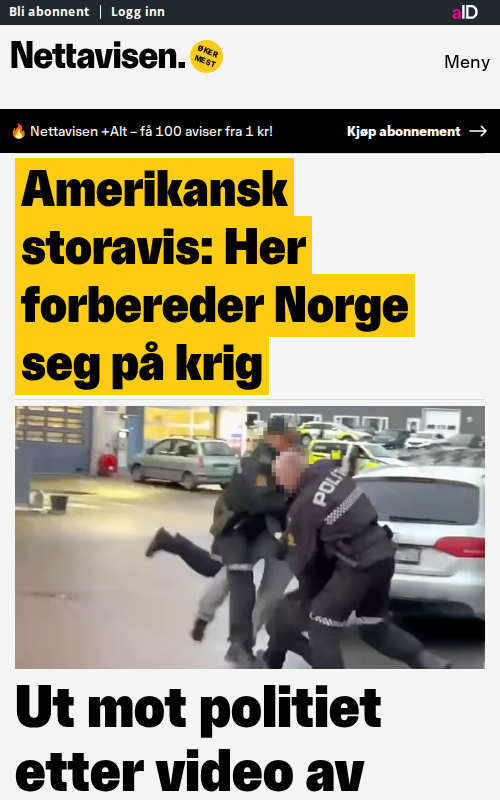 Bli abonnent Logg inn aID
Nettavisen. ØKER MEST
Meny
🔥 Nettavisen +Alt – få 100 aviser fra 1 kr! Kjøp abonnement →
Amerikansk
storavis: Her
forbereder Norge
seg på krig
POLITI
Ut mot politiet
etter video av